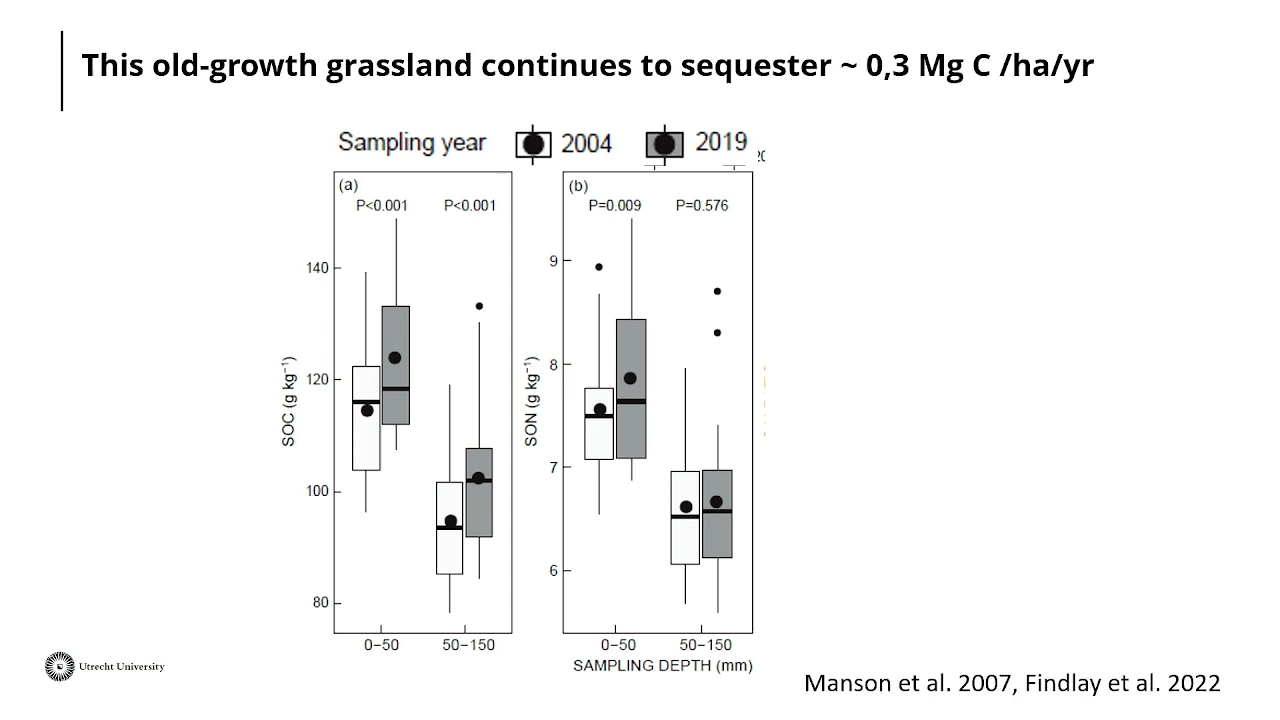 This old-growth grassland continues to sequester ~ 0,3 Mg C /ha/yr
Sampling year 2004 2019
(a)
P<0.001 P<0.001
140
120
100
80
SOC (g kg⁻¹)
0−50 50−150
(b)
P=0.009 P=0.576
9
8
7
6
SON (g kg⁻¹)
0−50 50−150
SAMPLING DEPTH (mm)
Utrecht University
Manson et al. 2007, Findlay et al. 2022